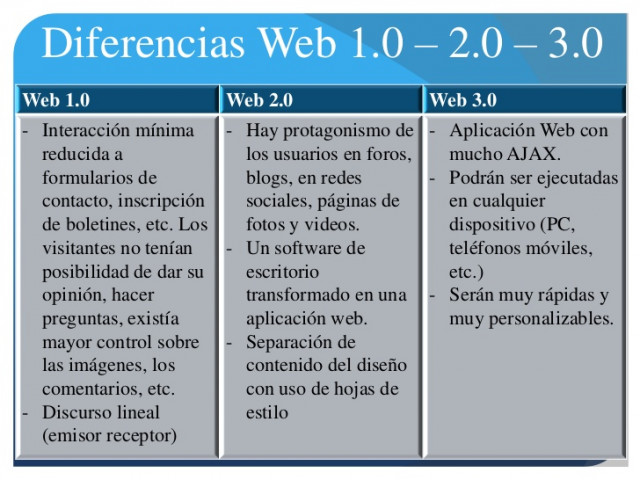 Diferencias Web 1.0 – 2.0 – 3.0
Web 1.0
- Interacción mínima
reducida a
formularios de
contacto, inscripción
de boletines, etc. Los
visitantes no tenían
posibilidad de dar su
opinión, hacer
preguntas, existía
mayor control sobre
las imágenes, los
comentarios, etc.
- Discurso lineal
(emisor receptor)
Web 2.0
- Hay protagonismo de
los usuarios en foros,
blogs, en redes
sociales, páginas de
fotos y videos.
- Un software de
escritorio
transformado en una
aplicación web.
- Separación de
contenido del diseño
con uso de hojas de
estilo
Web 3.0
- Aplicación Web con
mucho AJAX.
- Podrán ser ejecutadas
en cualquier
dispositivo (PC,
teléfonos móviles,
etc.)
- Serán muy rápidas y
muy personalizables.